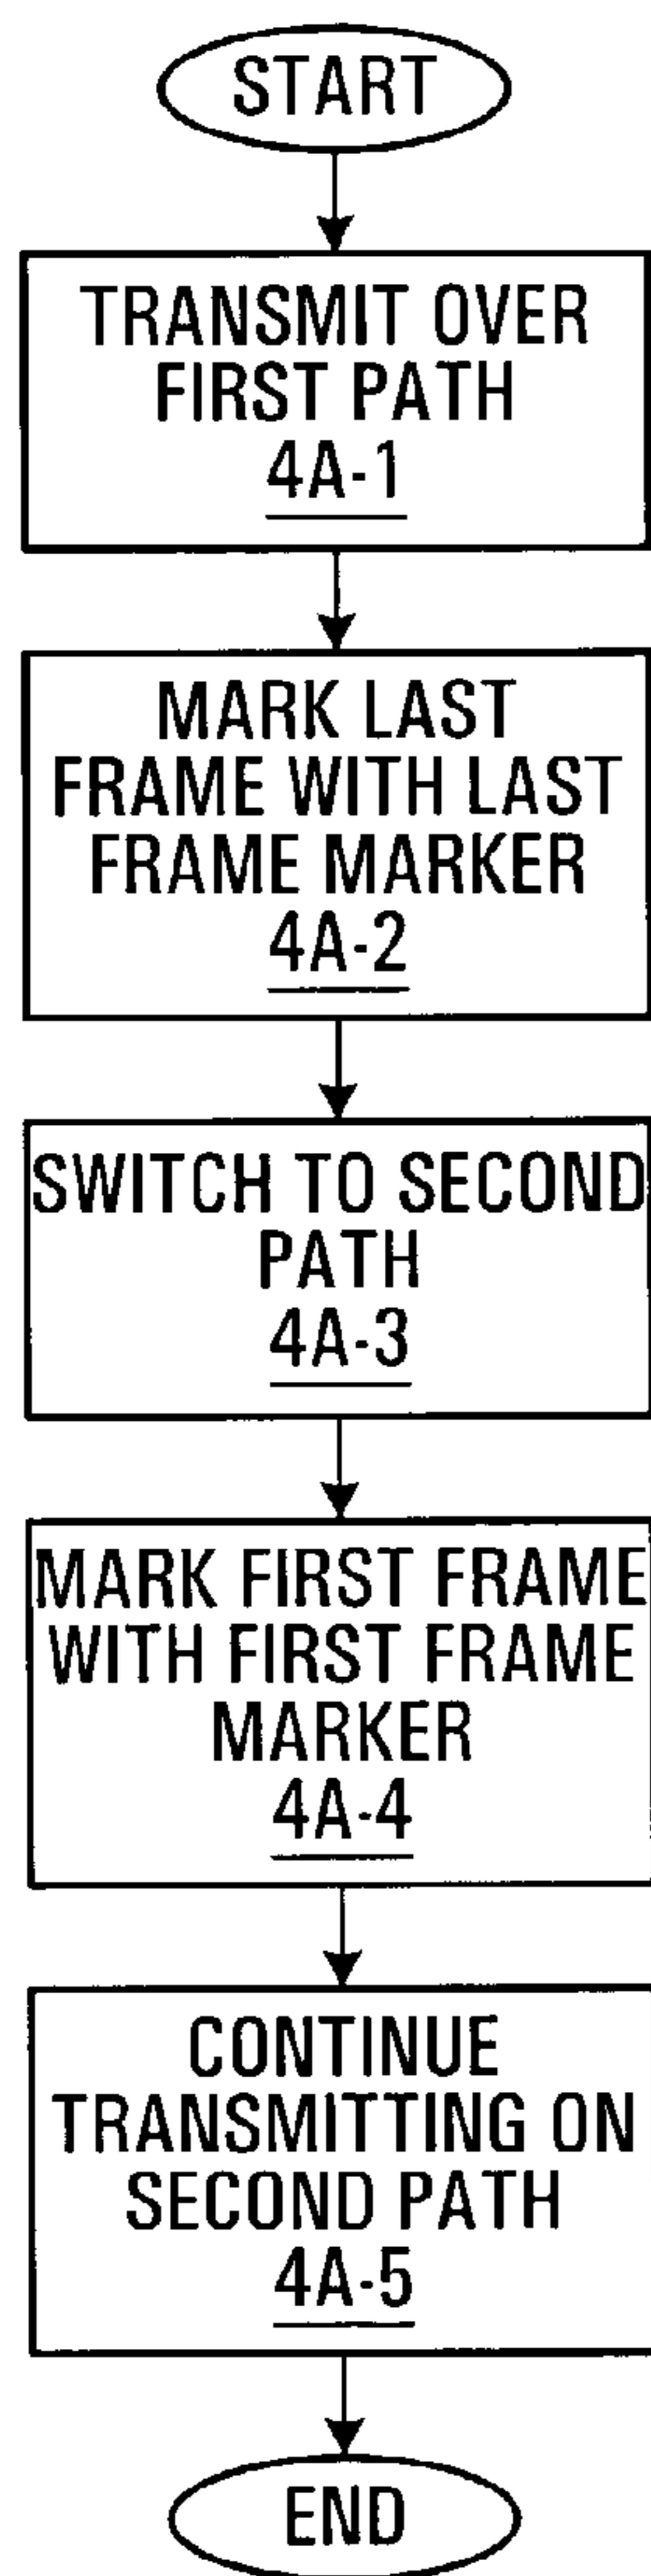 START
TRANSMIT OVER
FIRST PATH
4A-1
MARK LAST
FRAME WITH LAST
FRAME MARKER
4A-2
SWITCH TO SECOND
PATH
4A-3
MARK FIRST FRAME
WITH FIRST FRAME
MARKER
4A-4
CONTINUE
TRANSMITTING ON
SECOND PATH
4A-5
END